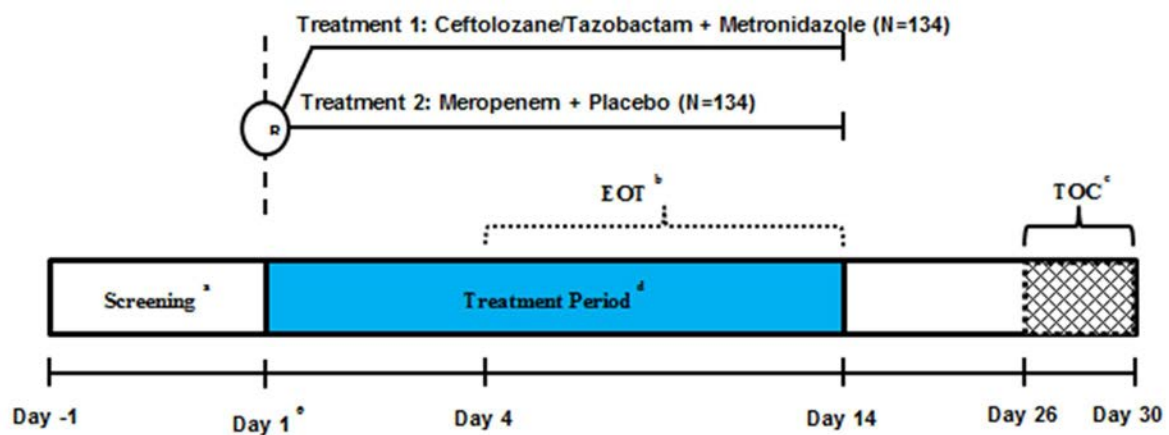 Treatment 1: Ceftolozane/Tazobactam + Metronidazole (N=134)
R
Treatment 2: Meropenem + Placebo (N=134)
EOT b
TOC c
Screening a
Treatment Period d
Day -1
Day 1 e
Day 4
Day 14
Day 26
Day 30